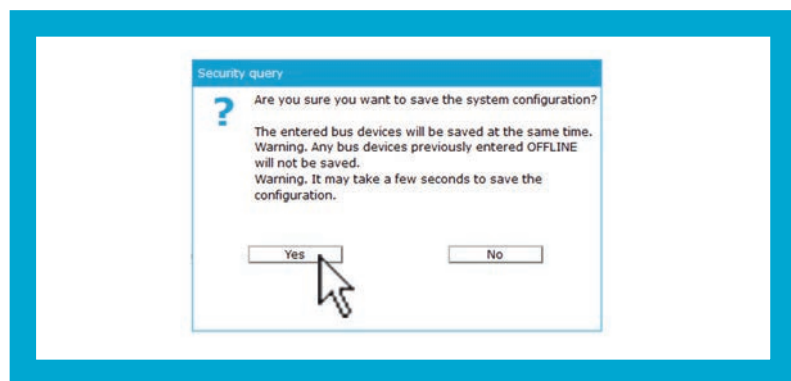 Security query
?
Are you sure you want to save the system configuration?
The entered bus devices will be saved at the same time.
Warning. Any bus devices previously entered OFFLINE
will not be saved.
Warning. It may take a few seconds to save the
configuration.
Yes
No